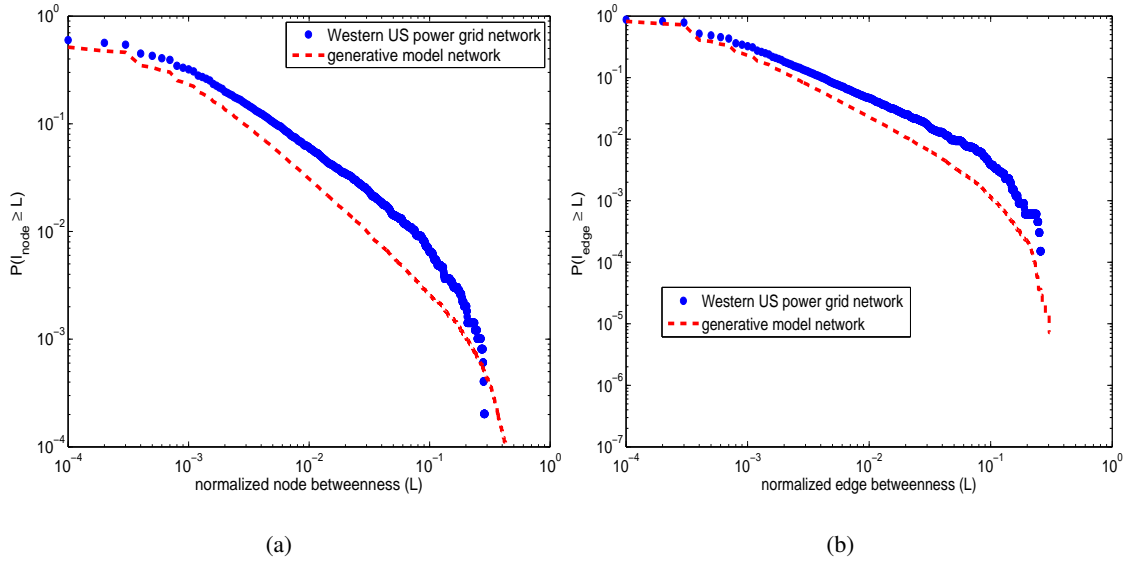 Western US power grid network
generative model network
10^0
10^-1
10^-2
10^-3
10^-4
P(l_node ≥ L)
10^-4
10^-3
10^-2
10^-1
10^0
normalized node betweenness (L)
(a)
10^0
10^-1
10^-2
10^-3
10^-4
10^-5
10^-6
10^-7
P(l_edge ≥ L)
Western US power grid network
generative model network
10^-4
10^-3
10^-2
10^-1
10^0
normalized edge betweenness (L)
(b)